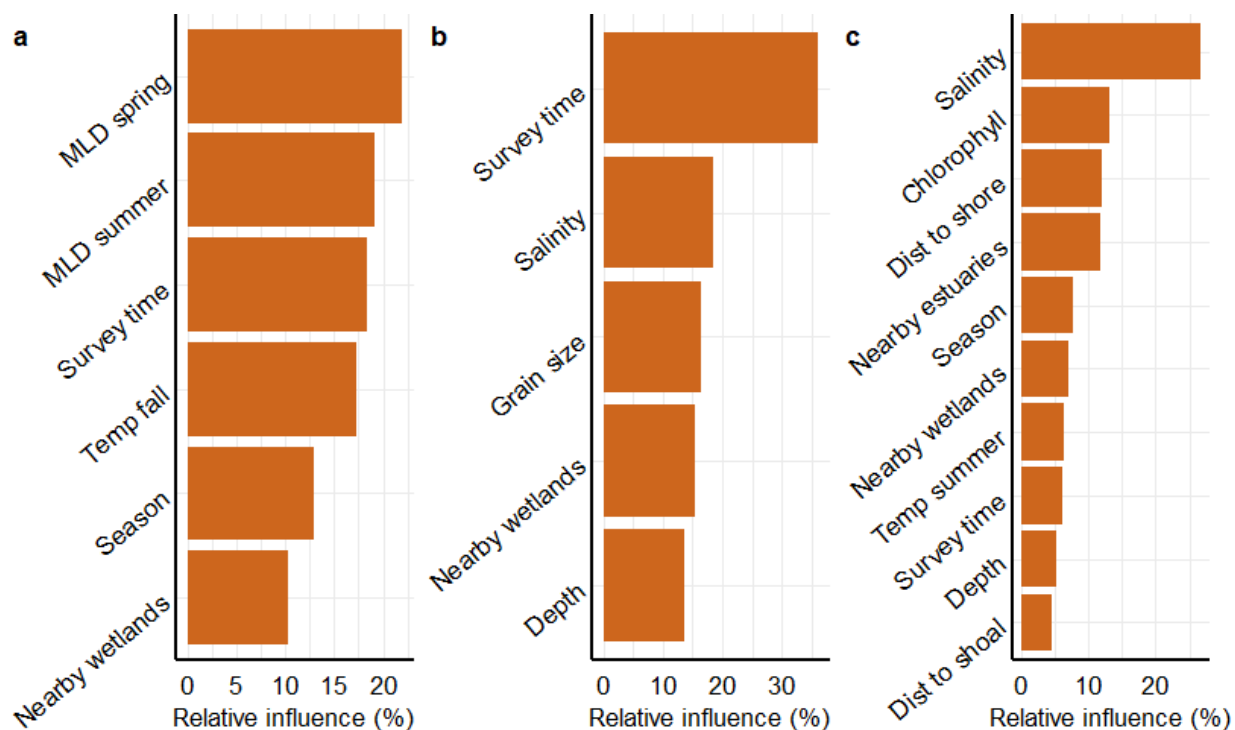 a
MLD spring
MLD summer
Survey time
Temp fall
Season
Nearby wetlands
0 5 10 15 20
Relative influence (%)
b
Survey time
Salinity
Grain size
Nearby wetlands
Depth
0 10 20 30
Relative influence (%)
c
Salinity
Chlorophyll
Dist to shore
Nearby estuaries
Season
Nearby wetlands
Temp summer
Survey time
Depth
Dist to shoal
0 10 20
Relative influence (%)